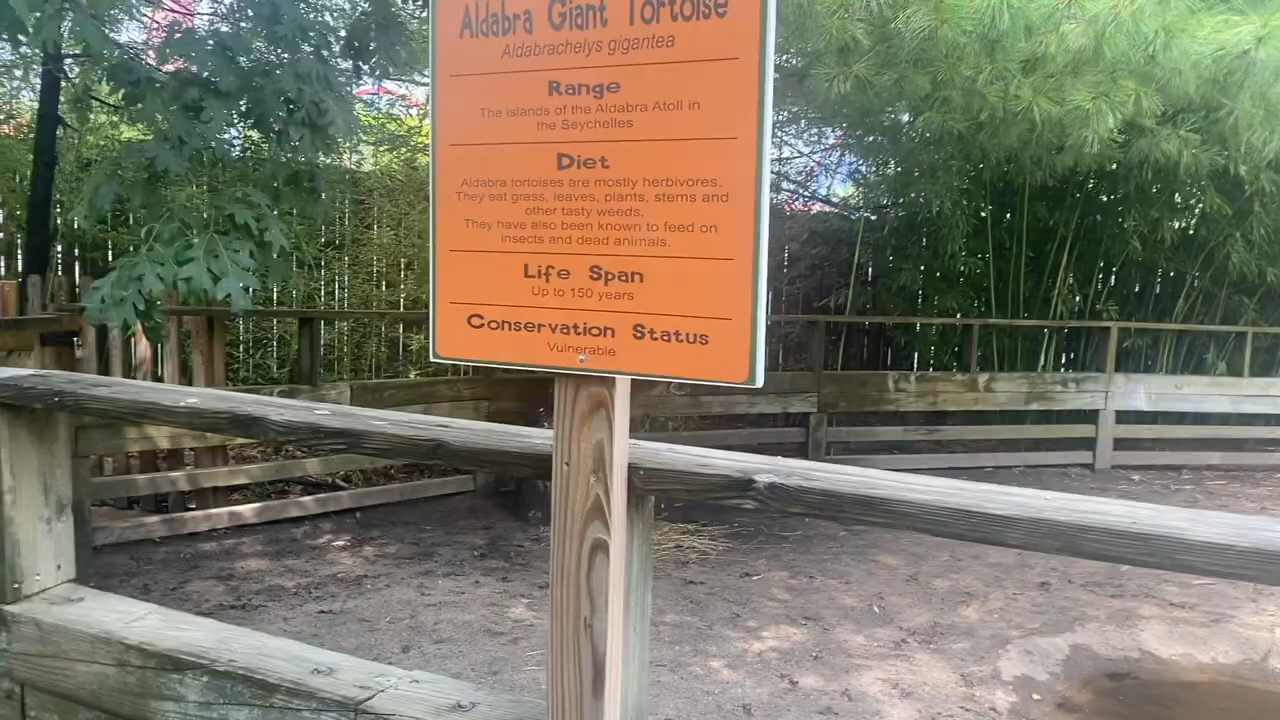 Aldabra Giant Tortoise
Aldabrachelys gigantea
Range
The islands of the Aldabra Atoll in
the Seychelles
Diet
Aldabra tortoises are mostly herbivores.
They eat grass, leaves, plants, stems and
other tasty weeds.
They have also been known to feed on
insects and dead animals.
Life Span
Up to 150 years
Conservation Status
Vulnerable